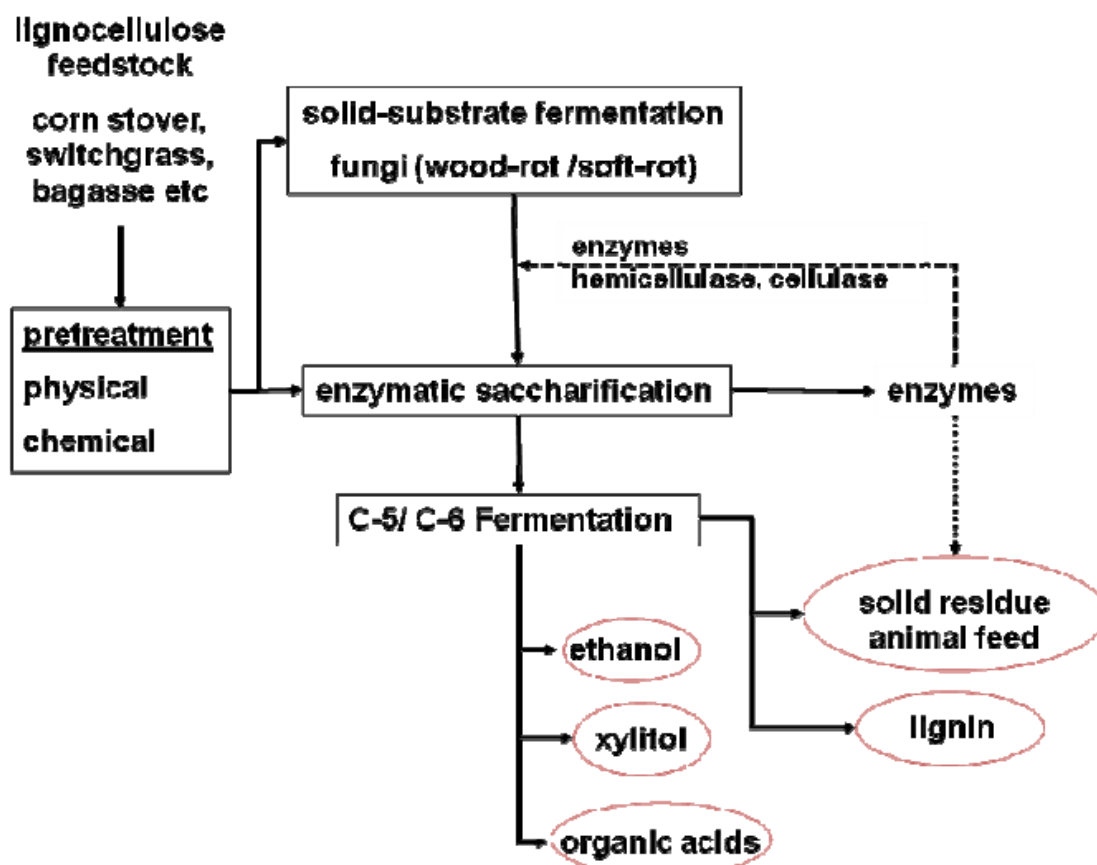 lignocellulose
feedstock
corn stover,
switchgrass,
bagasse etc
solid-substrate fermentation
fungi (wood-rot /soft-rot)
enzymes
hemicellulase, cellulase
pretreatment
physical
chemical
enzymatic saccharification
enzymes
C-5/ C-6 Fermentation
solid residue
animal feed
ethanol
lignin
xylitol
organic acids